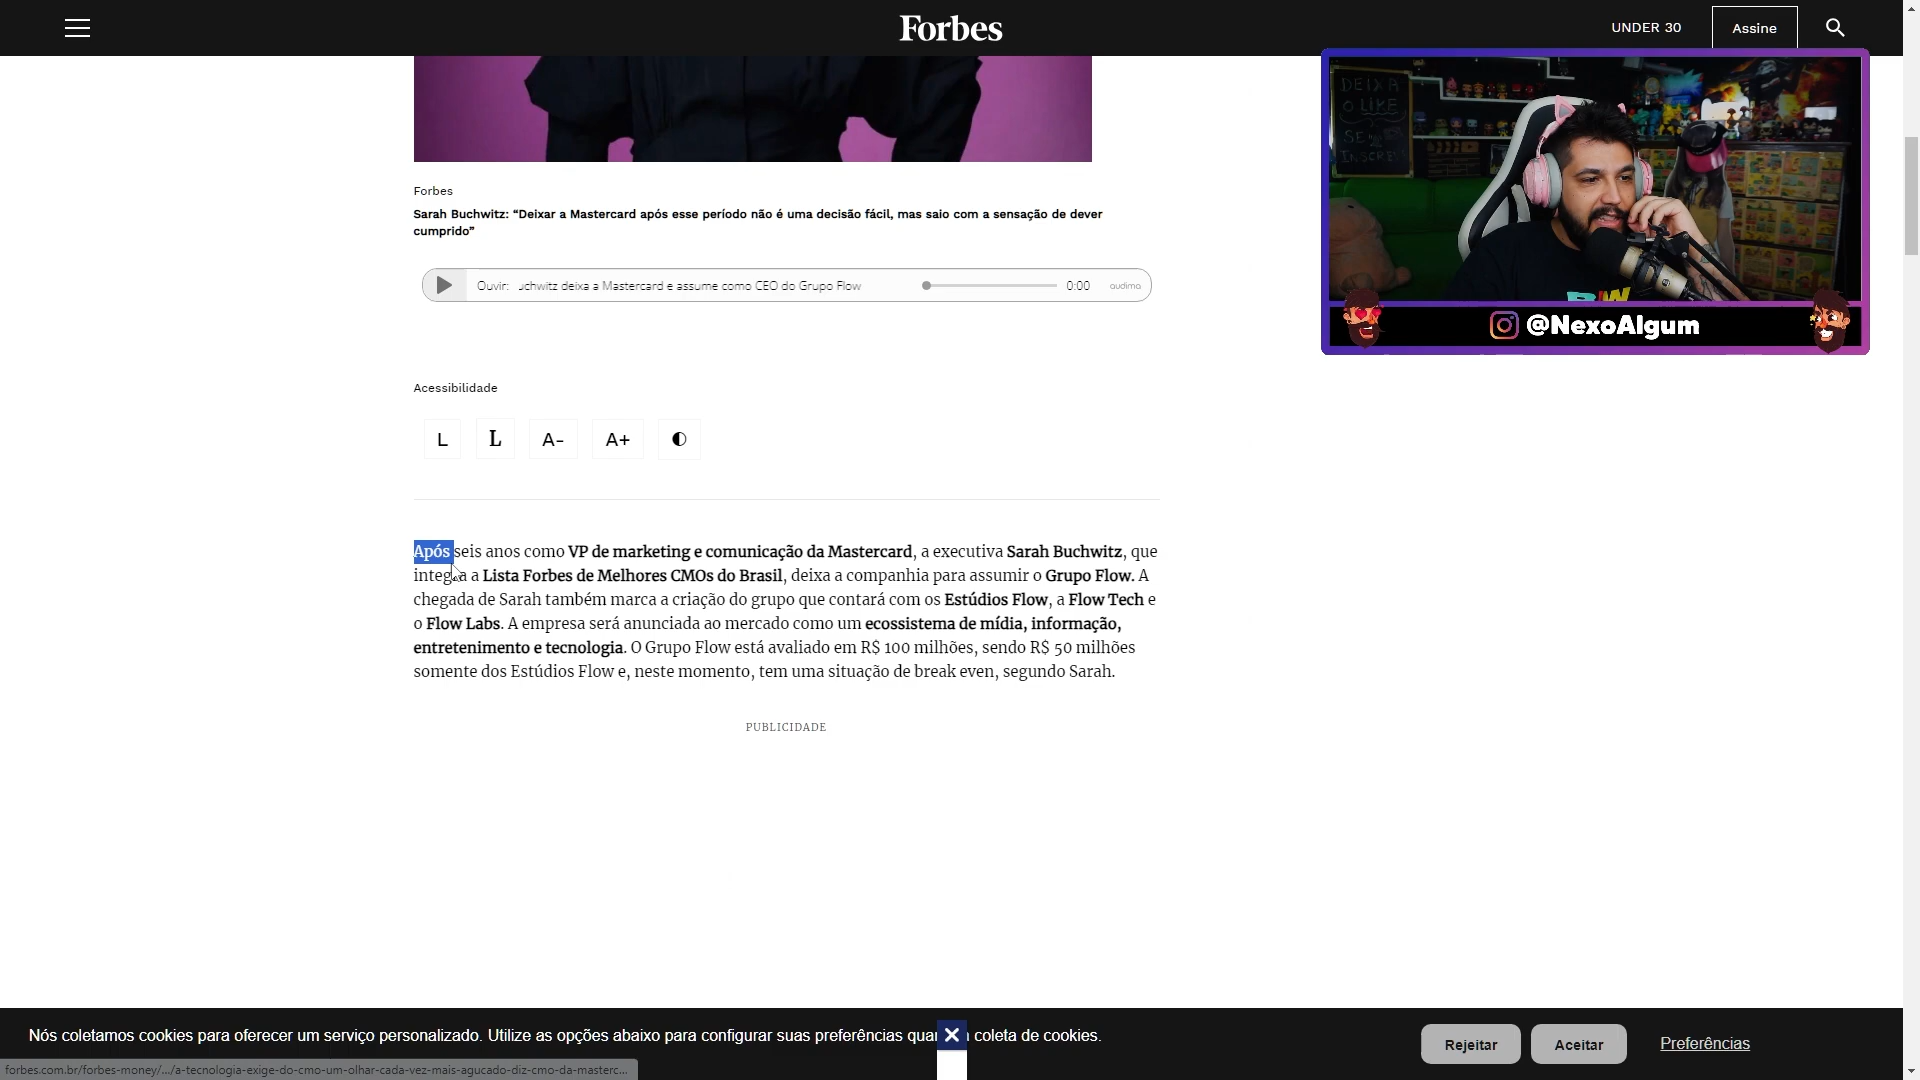 Forbes
UNDER 30
Assine
DEIXA
O LIKE
SE
INSCREV
@NexoAlgum
Forbes
Sarah Buchwitz: “Deixar a Mastercard após esse período não é uma decisão fácil, mas saio com a sensação de dever
cumprido”
Ouvir: uchwitz deixa a Mastercard e assume como CEO do Grupo Flow 0:00 audima
Acessibilidade
L L A- A+
Após seis anos como VP de marketing e comunicação da Mastercard, a executiva Sarah Buchwitz, que
integra a Lista Forbes de Melhores CMOs do Brasil, deixa a companhia para assumir o Grupo Flow. A
chegada de Sarah também marca a criação do grupo que contará com os Estúdios Flow, a Flow Tech e
o Flow Labs. A empresa será anunciada ao mercado como um ecossistema de mídia, informação,
entretenimento e tecnologia. O Grupo Flow está avaliado em R$ 100 milhões, sendo R$ 50 milhões
somente dos Estúdios Flow e, neste momento, tem uma situação de break even, segundo Sarah.
PUBLICIDADE
Nós coletamos cookies para oferecer um serviço personalizado. Utilize as opções abaixo para configurar suas preferências quan coleta de cookies.
Rejeitar
Aceitar
Preferências
forbes.com.br/forbes-money/.../a-tecnologia-exige-do-cmo-um-olhar-cada-vez-mais-agucado-diz-cmo-da-masterc...